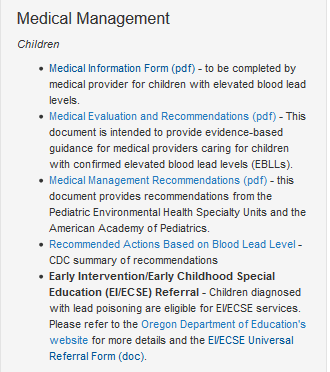 Medical Management
Children
• Medical Information Form (pdf) - to be completed by
medical provider for children with elevated blood lead
levels.
• Medical Evaluation and Recommendations (pdf) - This
document is intended to provide evidence-based
guidance for medical providers caring for children
with confirmed elevated blood lead levels (EBLLs).
• Medical Management Recommendations (pdf) - this
document provides recommendations from the
Pediatric Environmental Health Specialty Units and the
American Academy of Pediatrics.
• Recommended Actions Based on Blood Lead Level -
CDC summary of recommendations
• Early Intervention/Early Childhood Special
Education (EI/ECSE) Referral - Children diagnosed
with lead poisoning are eligible for EI/ECSE services.
Please refer to the Oregon Department of Education's
website for more details and the EI/ECSE Universal
Referral Form (doc).